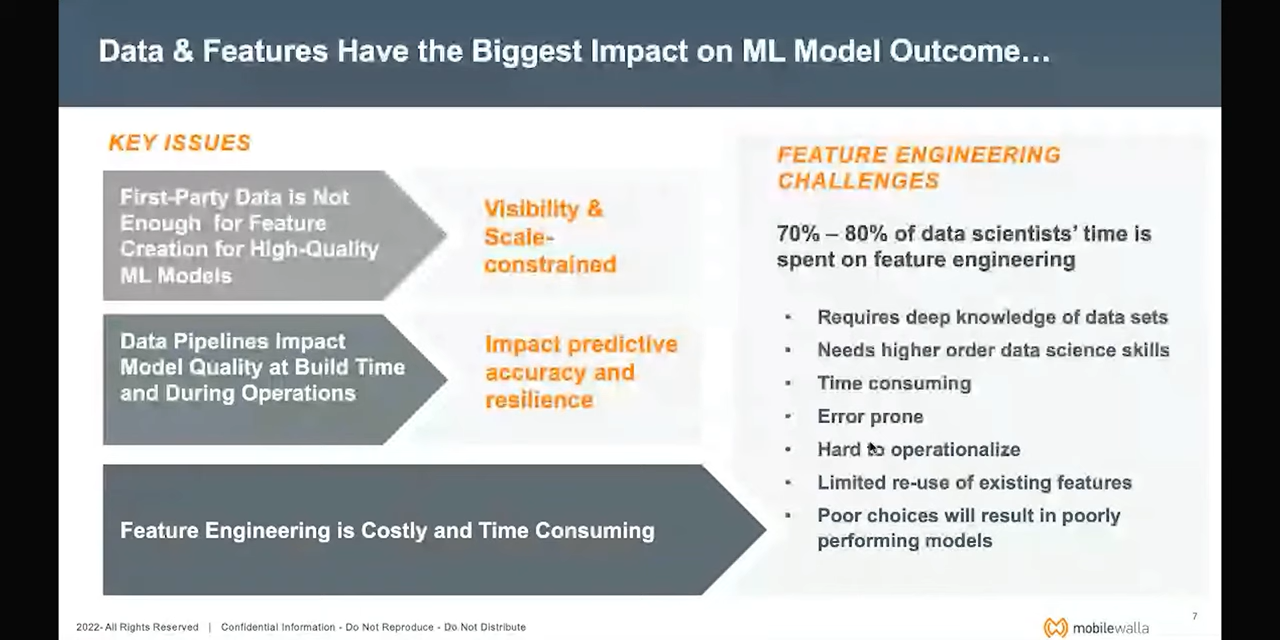 Data & Features Have the Biggest Impact on ML Model Outcome...
KEY ISSUES
First-Party Data is Not
Enough for Feature
Creation for High-Quality
ML Models
Visibility &
Scale-
constrained
Data Pipelines Impact
Model Quality at Build Time
and During Operations
Impact predictive
accuracy and
resilience
Feature Engineering is Costly and Time Consuming
FEATURE ENGINEERING
CHALLENGES
70% – 80% of data scientists’ time is
spent on feature engineering
• Requires deep knowledge of data sets
• Needs higher order data science skills
• Time consuming
• Error prone
• Hard to operationalize
• Limited re-use of existing features
• Poor choices will result in poorly
performing models
2022- All Rights Reserved | Confidential Information - Do Not Reproduce - Do Not Distribute
mobilewalla
7